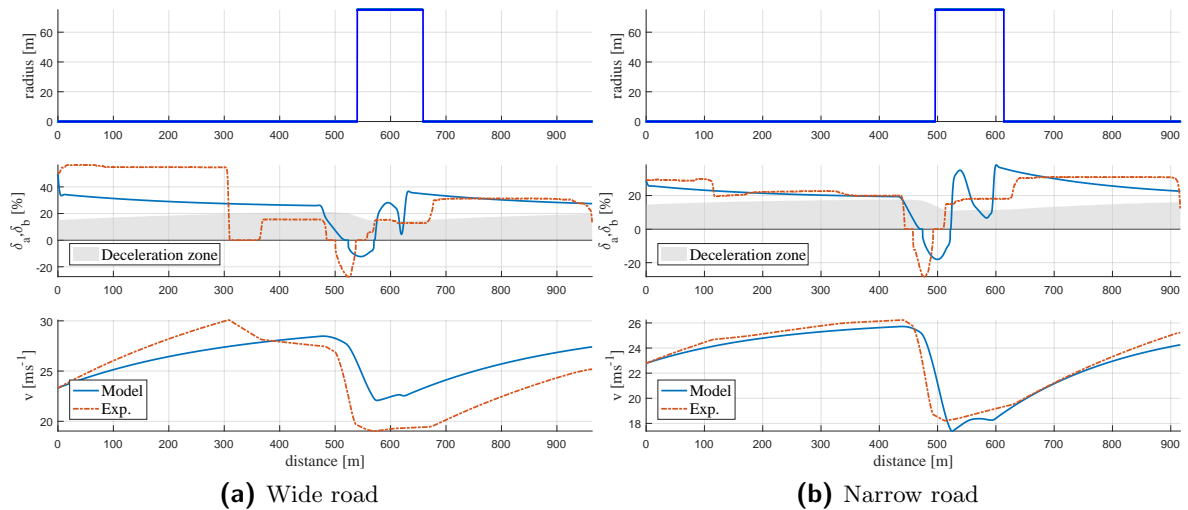 radius [m]
60
40
20
0
0 100 200 300 400 500 600 700 800 900
δa,δb [%]
40
20
0
-20
Deceleration zone
0 100 200 300 400 500 600 700 800 900
v [ms-1]
30
25
20
Model
Exp.
0 100 200 300 400 500 600 700 800 900
distance [m]
(a) Wide road
radius [m]
60
40
20
0
0 100 200 300 400 500 600 700 800 900
δa,δb [%]
20
0
-20
Deceleration zone
0 100 200 300 400 500 600 700 800 900
v [ms-1]
26
24
22
20
18
Model
Exp.
0 100 200 300 400 500 600 700 800 900
distance [m]
(b) Narrow road